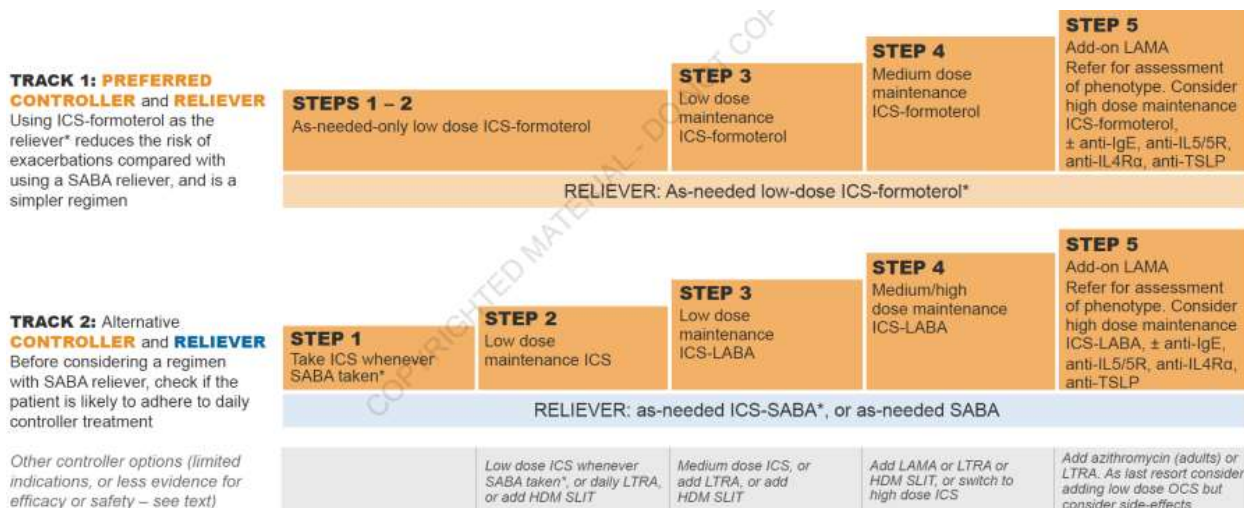 TRACK 1: PREFERRED
CONTROLLER and RELIEVER
Using ICS-formoterol as the
reliever* reduces the risk of
exacerbations compared with
using a SABA reliever, and is a
simpler regimen
STEPS 1 – 2
As-needed-only low dose ICS-formoterol
STEP 3
Low dose
maintenance
ICS-formoterol
STEP 4
Medium dose
maintenance
ICS-formoterol
STEP 5
Add-on LAMA
Refer for assessment
of phenotype. Consider
high dose maintenance
ICS-formoterol,
± anti-IgE, anti-IL5/5R,
anti-IL4Rα, anti-TSLP
RELIEVER: As-needed low-dose ICS-formoterol*
TRACK 2: Alternative
CONTROLLER and RELIEVER
Before considering a regimen
with SABA reliever, check if the
patient is likely to adhere to daily
controller treatment
STEP 1
Take ICS whenever
SABA taken*
STEP 2
Low dose
maintenance ICS
STEP 3
Low dose
maintenance
ICS-LABA
STEP 4
Medium/high
dose maintenance
ICS-LABA
STEP 5
Add-on LAMA
Refer for assessment
of phenotype. Consider
high dose maintenance
ICS-LABA, ± anti-IgE,
anti-IL5/5R, anti-IL4Rα,
anti-TSLP
RELIEVER: as-needed ICS-SABA*, or as-needed SABA
Other controller options (limited
indications, or less evidence for
efficacy or safety – see text)
Low dose ICS whenever
SABA taken*, or daily LTRA,
or add HDM SLIT
Medium dose ICS, or
add LTRA, or add
HDM SLIT
Add LAMA or LTRA or
HDM SLIT, or switch to
high dose ICS
Add azithromycin (adults) or
LTRA. As last resort consider
adding low dose OCS but
consider side-effects
COPYRIGHTED MATERIAL - DO NOT COP